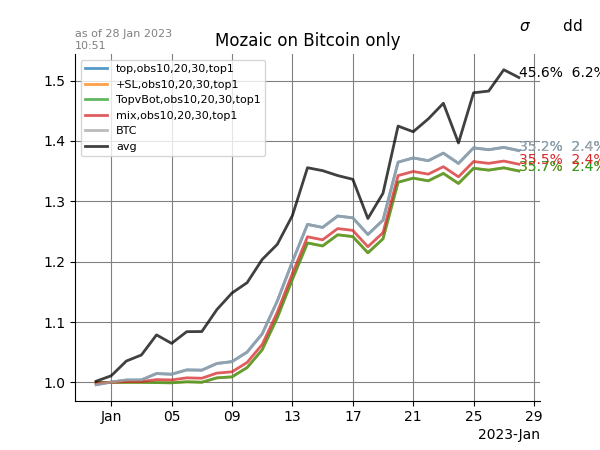 σ dd
as of 28 Jan 2023
10:51
Mozaic on Bitcoin only
top,obs10,20,30,top1
+SL,obs10,20,30,top1
TopvBot,obs10,20,30,top1
mix,obs10,20,30,top1
BTC
avg
45.6% 6.2%
35.2% 2.4%
35.5% 2.4%
35.7% 2.4%
1.5
1.4
1.3
1.2
1.1
1.0
Jan 05 09 13 17 21 25 29
2023-Jan